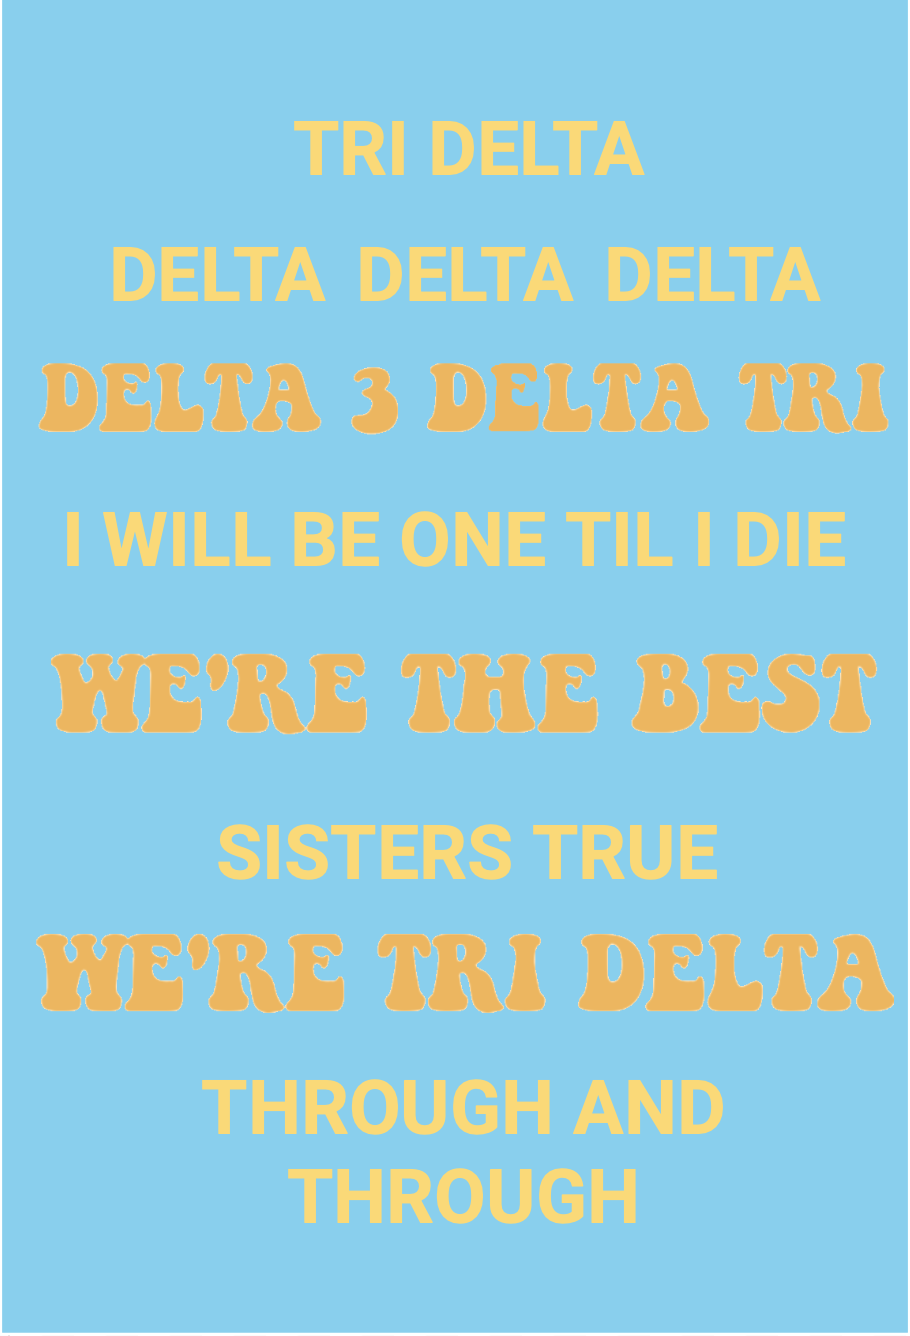 TRI DELTA
DELTA DELTA DELTA
DELTA 3 DELTA TRI
I WILL BE ONE TIL I DIE
WE'RE THE BEST
SISTERS TRUE
WE'RE TRI DELTA
THROUGH AND
THROUGH